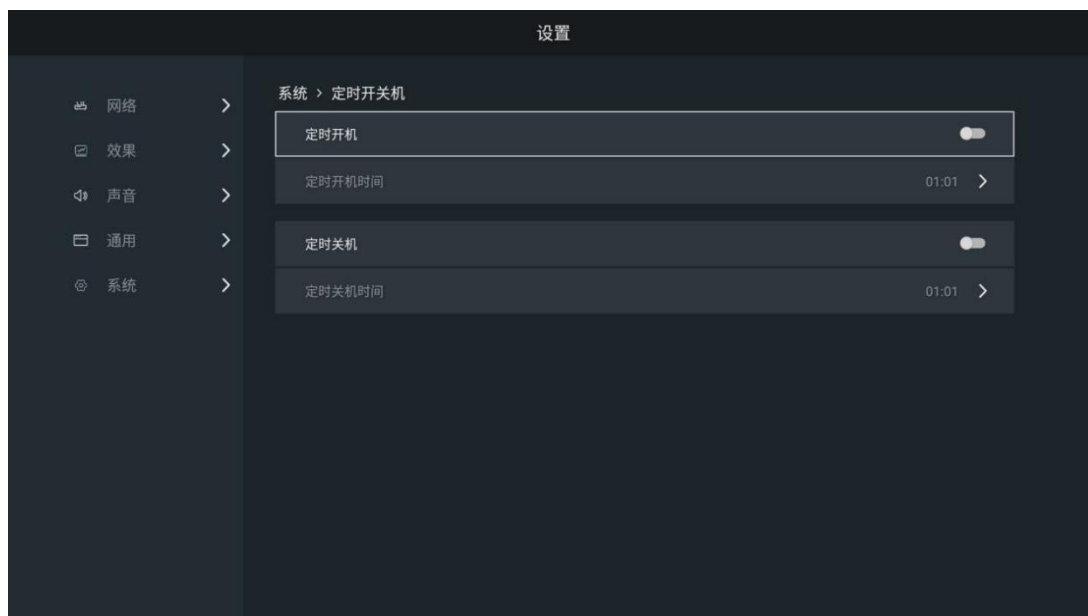 设置
网络
效果
声音
通用
系统
系统 > 定时开关机
定时开机
定时开机时间 01:01
定时关机
定时关机时间 01:01